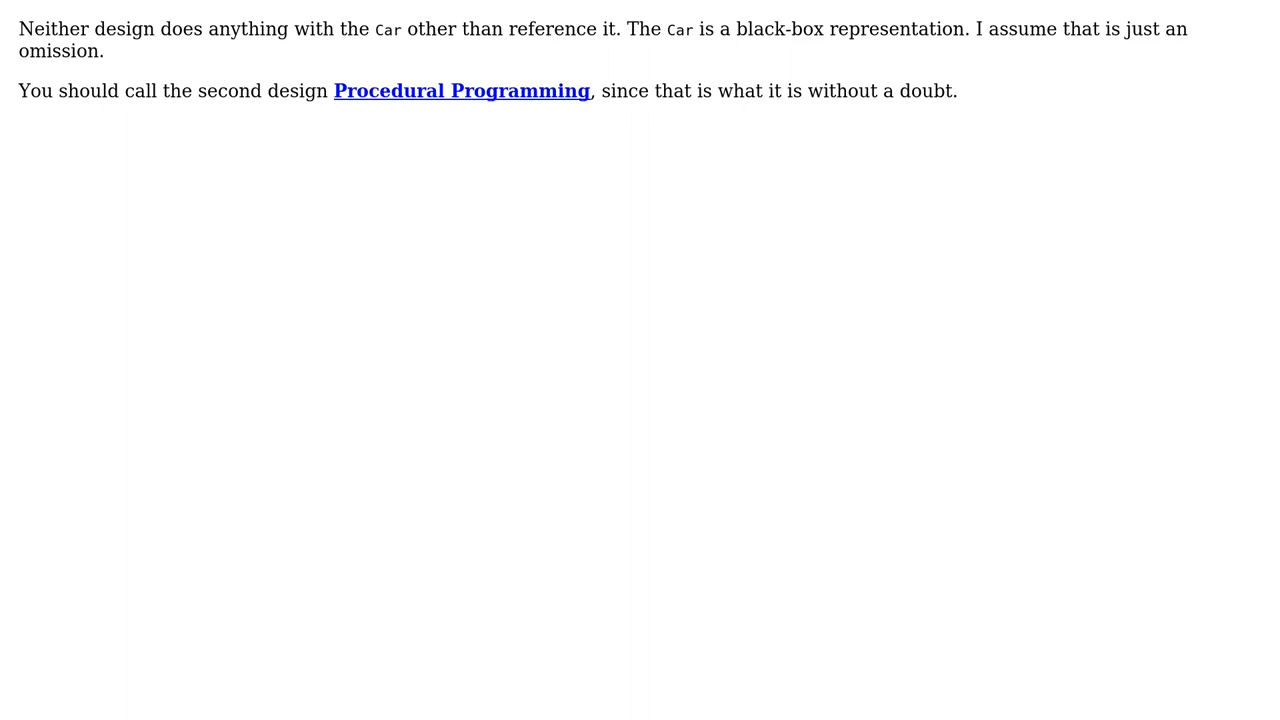 Neither design does anything with the Car other than reference it. The Car is a black-box representation. I assume that is just an
omission.
You should call the second design Procedural Programming, since that is what it is without a doubt.